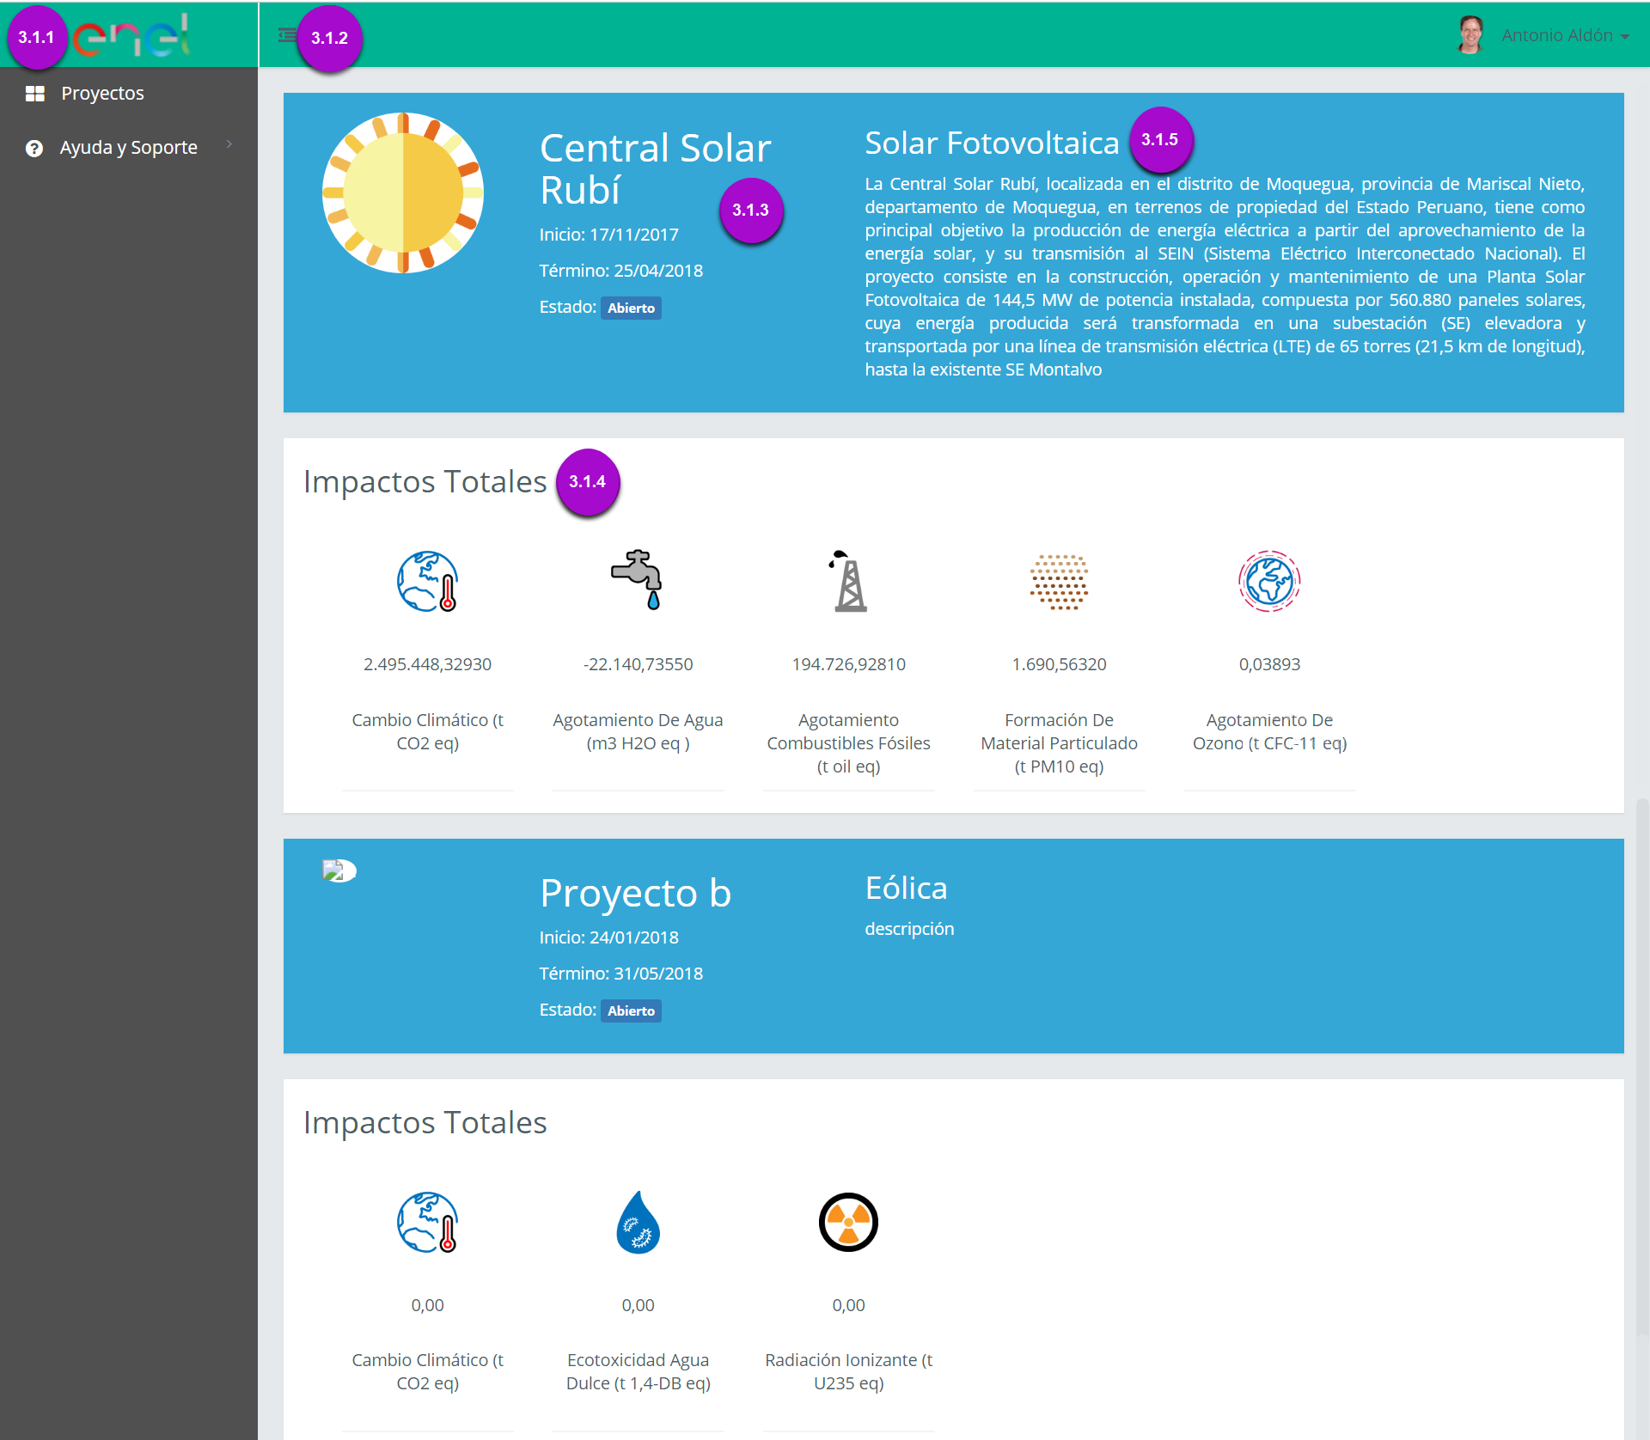 3.1.1
enel
3.1.2
Antonio Aldón
Proyectos
Ayuda y Soporte
Central Solar
Rubí
3.1.3
Inicio: 17/11/2017
Término: 25/04/2018
Estado: Abierto
Solar Fotovoltaica
3.1.5
La Central Solar Rubí, localizada en el distrito de Moquegua, provincia de Mariscal Nieto,
departamento de Moquegua, en terrenos de propiedad del Estado Peruano, tiene como
principal objetivo la producción de energía eléctrica a partir del aprovechamiento de la
energía solar, y su transmisión al SEIN (Sistema Eléctrico Interconectado Nacional). El
proyecto consiste en la construcción, operación y mantenimiento de una Planta Solar
Fotovoltaica de 144,5 MW de potencia instalada, compuesta por 560.880 paneles solares,
cuya energía producida será transformada en una subestación (SE) elevadora y
transportada por una línea de transmisión eléctrica (LTE) de 65 torres (21,5 km de longitud),
hasta la existente SE Montalvo
Impactos Totales
3.1.4
2.495.448,32930
Cambio Climático (t
CO2 eq)
-22.140,73550
Agotamiento De Agua
(m3 H2O eq )
194.726,92810
Agotamiento
Combustibles Fósiles
(t oil eq)
1.690,56320
Formación De
Material Particulado
(t PM10 eq)
0,03893
Agotamiento De
Ozono (t CFC-11 eq)
Proyecto b
Inicio: 24/01/2018
Término: 31/05/2018
Estado: Abierto
Eólica
descripción
Impactos Totales
0,00
Cambio Climático (t
CO2 eq)
0,00
Ecotoxicidad Agua
Dulce (t 1,4-DB eq)
0,00
Radiación Ionizante (t
U235 eq)